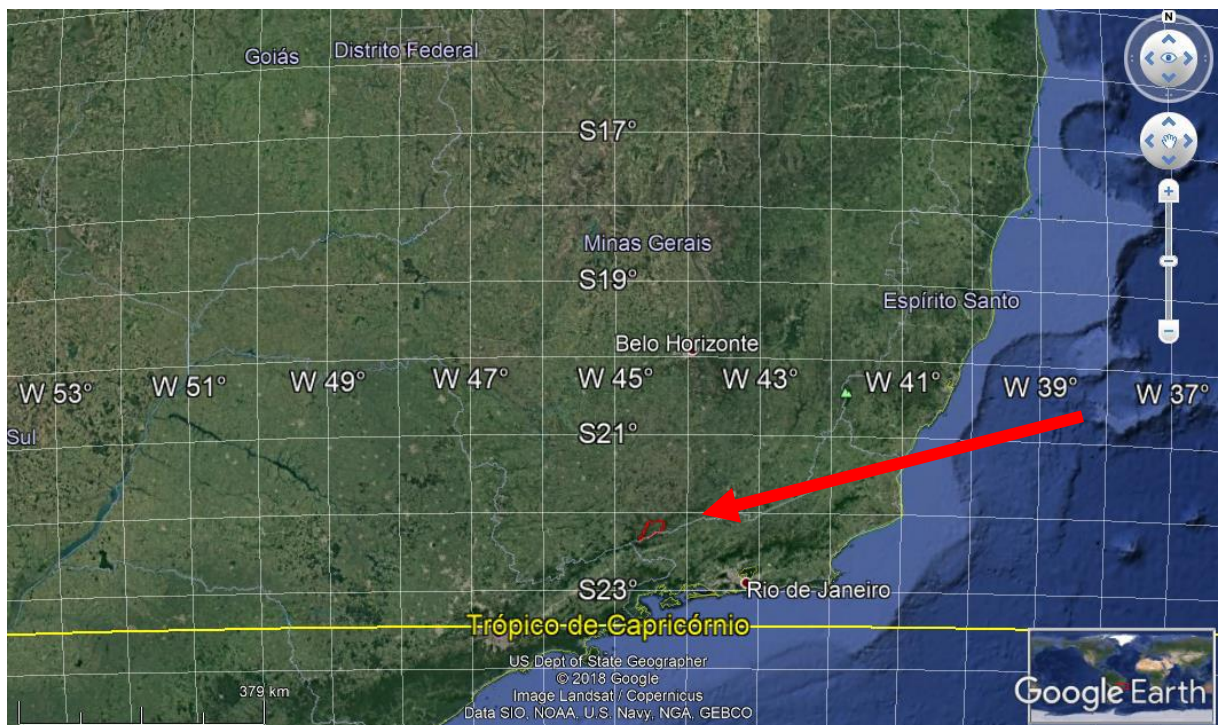 N
Goiás
Distrito Federal
S17°
Minas Gerais
S19°
Espírito Santo
Belo Horizonte
W 53°
W 51°
W 49°
W 47°
W 45°
W 43°
W 41°
W 39°
W 37°
Sul
S21°
S23°
Rio de Janeiro
Trópico de Capricórnio
US Dept of State Geographer
© 2018 Google
Image Landsat / Copernicus
Data SIO, NOAA, U.S. Navy, NGA, GEBCO
379 km
Google Earth